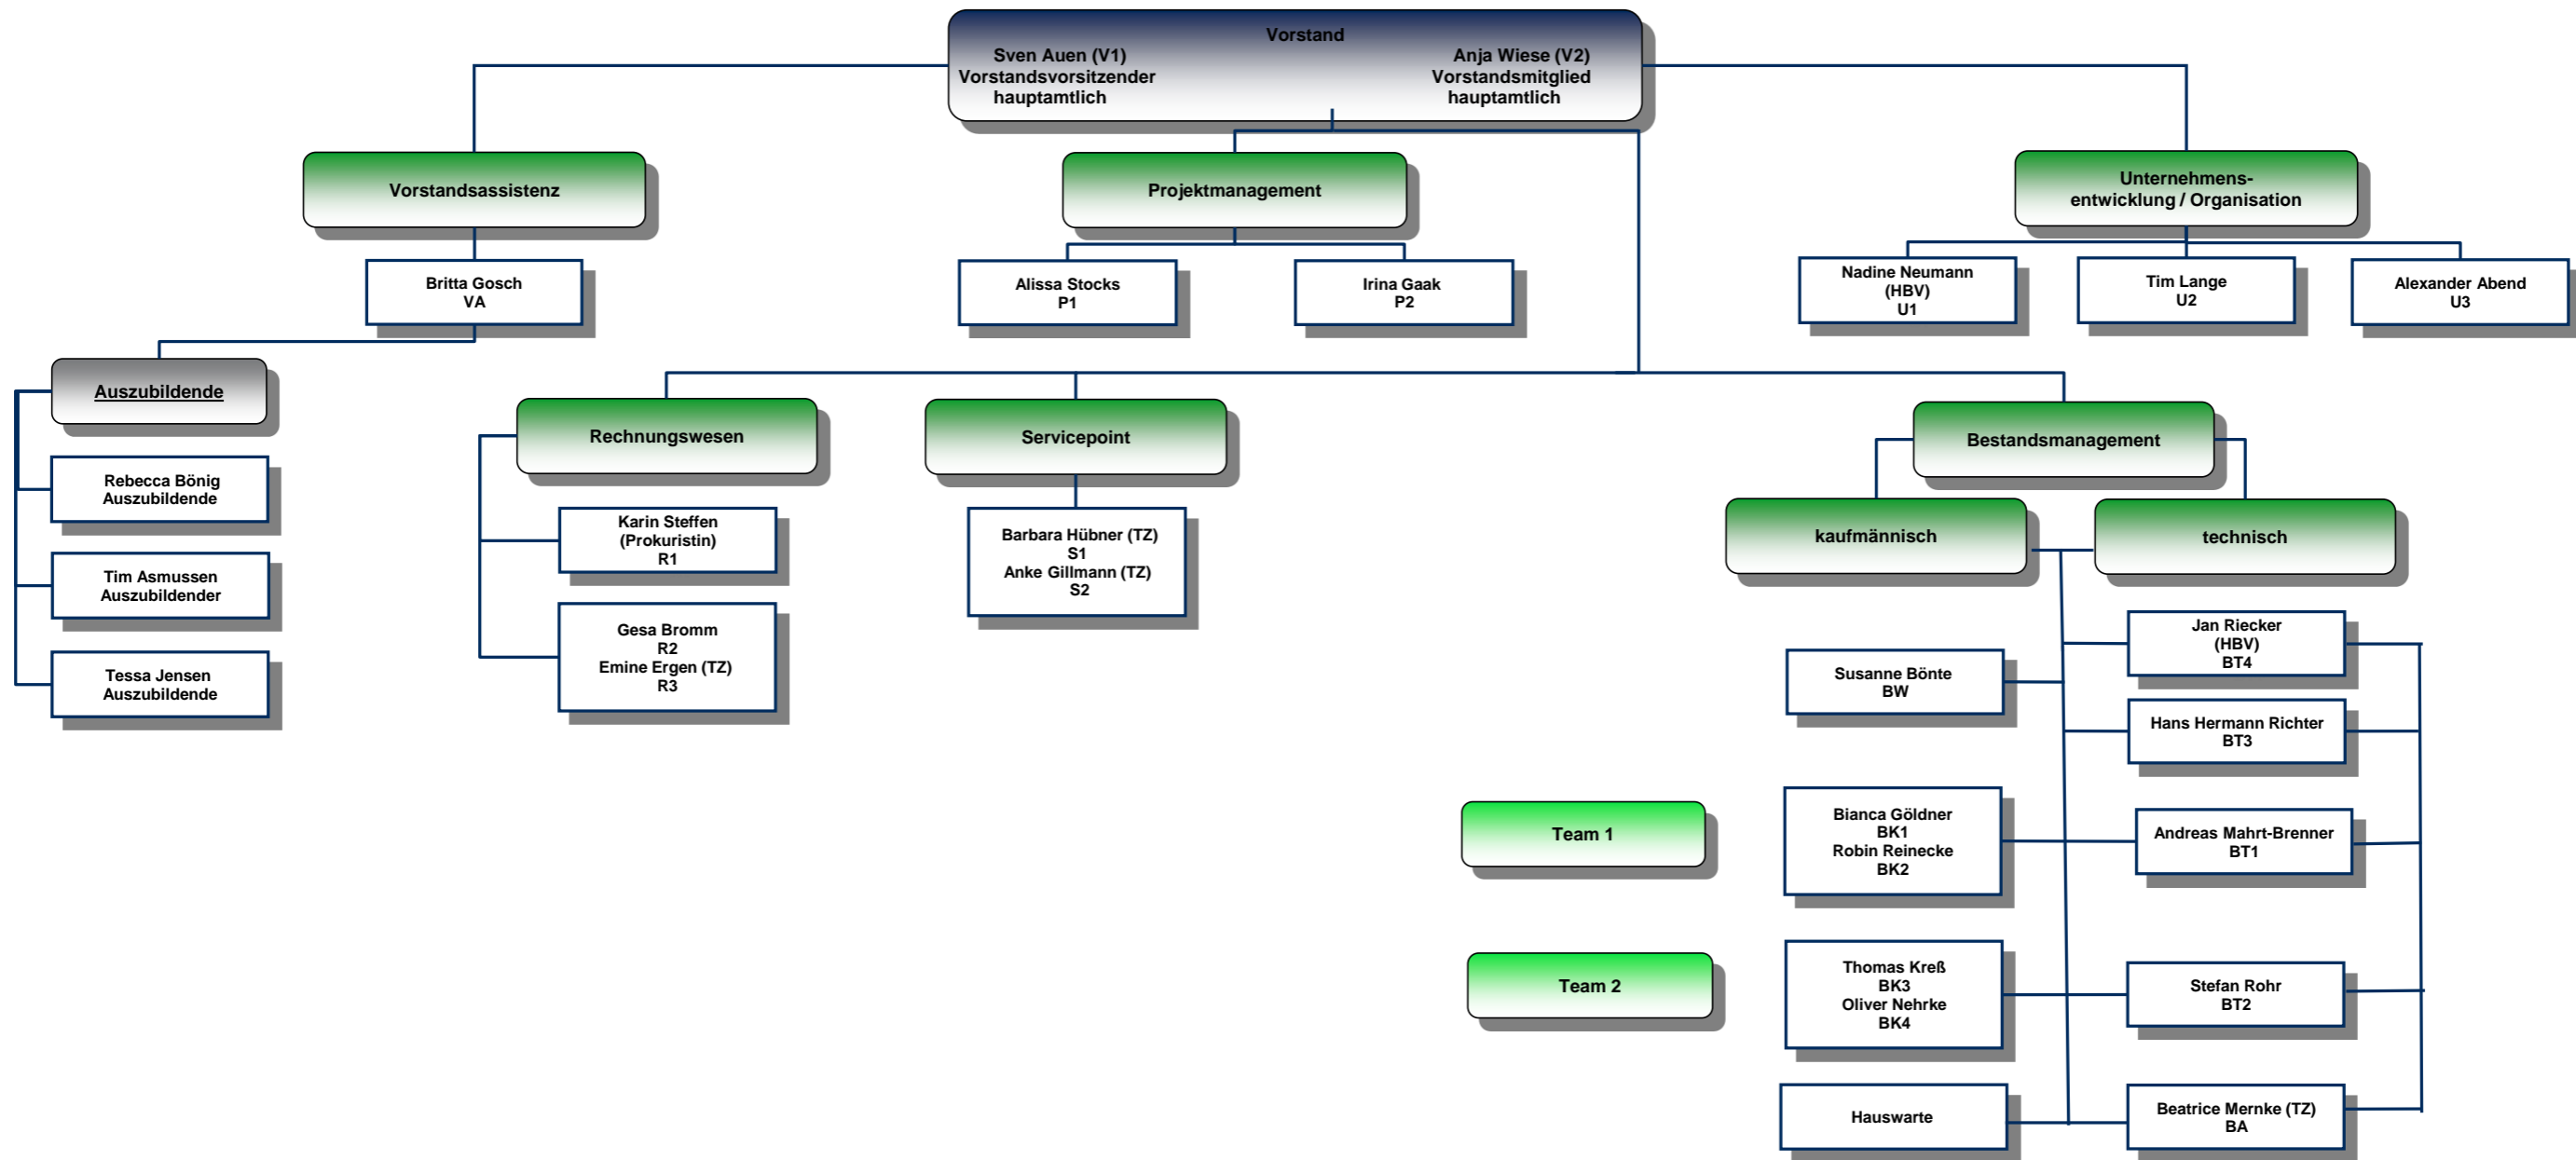 Vorstand
Sven Auen (V1)
Vorstandsvorsitzender
hauptamtlich
Anja Wiese (V2)
Vorstandsmitglied
hauptamtlich
Vorstandsassistenz
Projektmanagement
Unternehmens-
entwicklung / Organisation
Britta Gosch
VA
Alissa Stocks
P1
Irina Gaak
P2
Nadine Neumann
(HBV)
U1
Tim Lange
U2
Alexander Abend
U3
Auszubildende
Rebecca Bönig
Auszubildende
Tim Asmussen
Auszubildender
Tessa Jensen
Auszubildende
Rechnungswesen
Karin Steffen
(Prokuristin)
R1
Gesa Bromm
R2
Emine Ergen (TZ)
R3
Servicepoint
Barbara Hübner (TZ)
S1
Anke Gillmann (TZ)
S2
Bestandsmanagement
kaufmännisch
technisch
Susanne Bönte
BW
Jan Riecker
(HBV)
BT4
Hans Hermann Richter
BT3
Team 1
Bianca Göldner
BK1
Robin Reinecke
BK2
Andreas Mahrt-Brenner
BT1
Team 2
Thomas Kreß
BK3
Oliver Nehrke
BK4
Stefan Rohr
BT2
Hauswarte
Beatrice Mernke (TZ)
BA